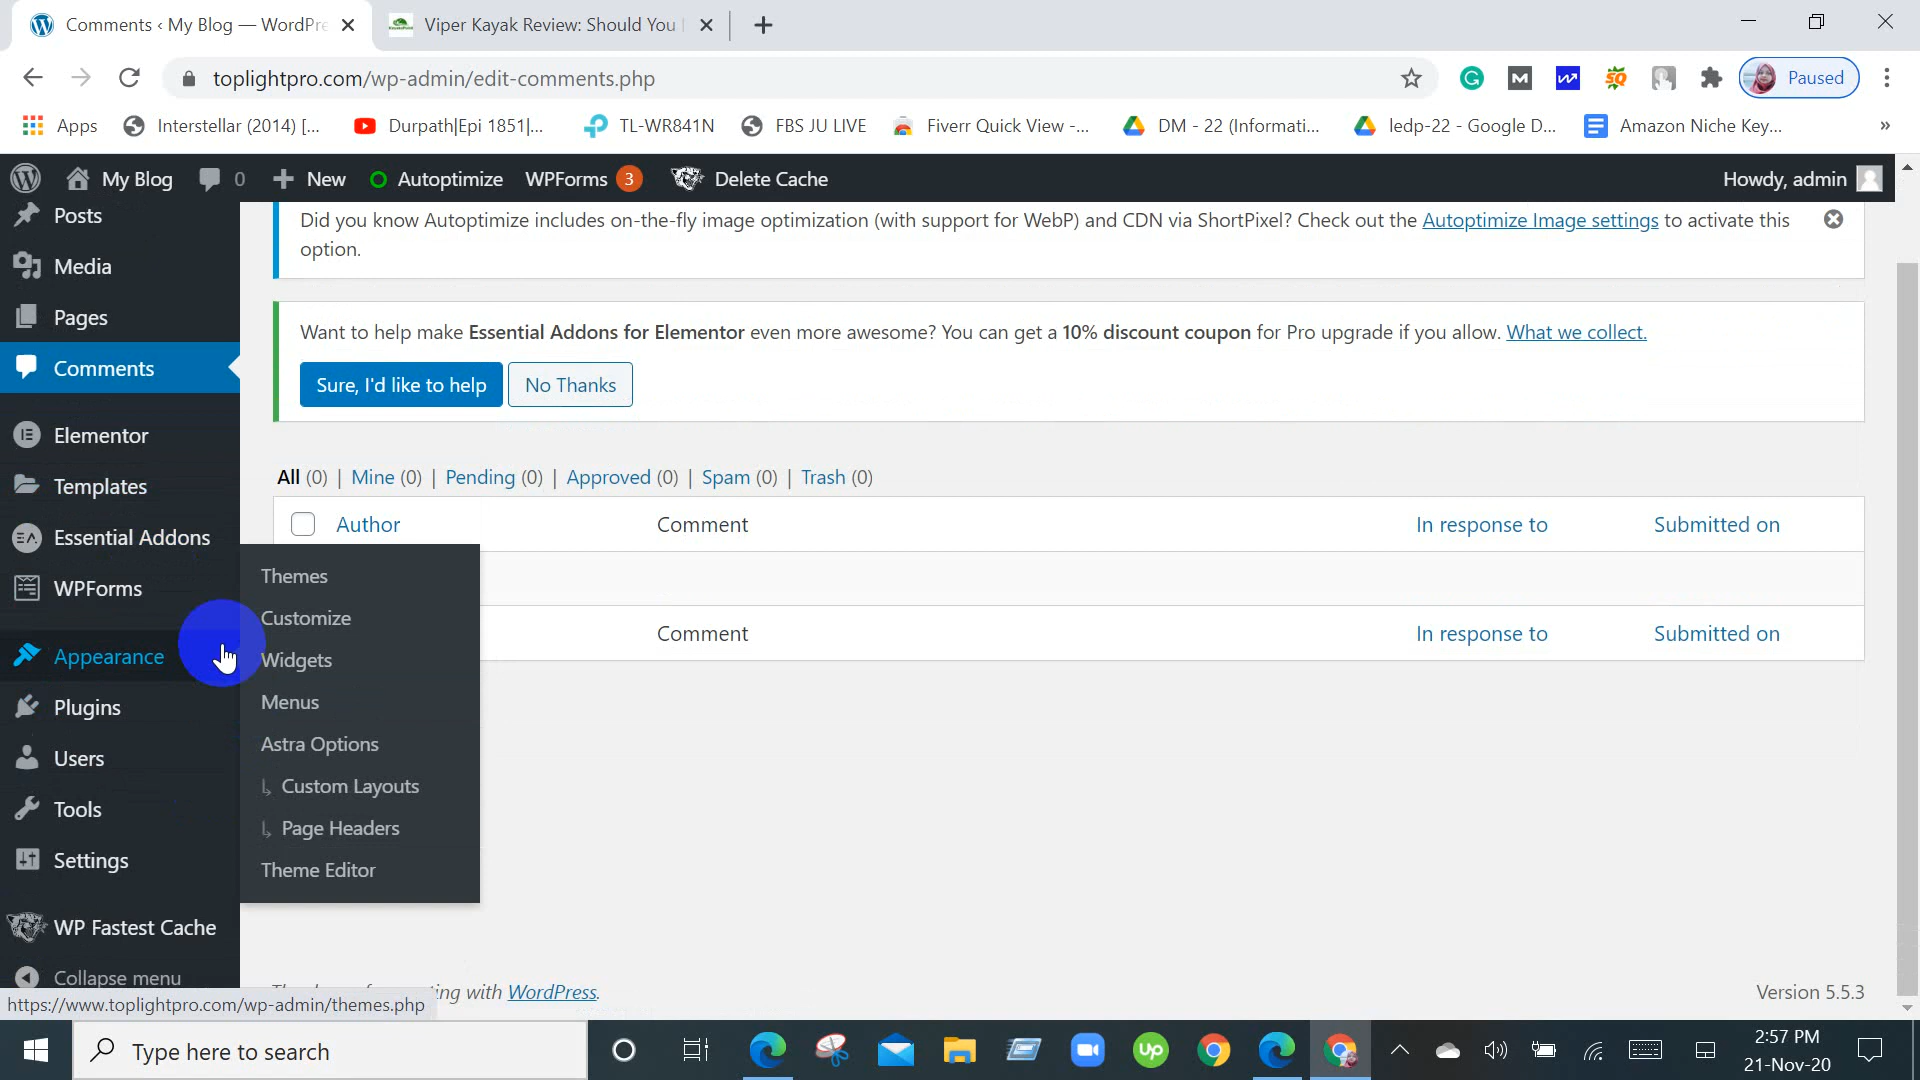 Comments ‹ My Blog — WordPre
Viper Kayak Review: Should You
toplightpro.com/wp-admin/edit-comments.php
Paused
Apps
Interstellar (2014) [...
Durpath|Epi 1851|...
TL-WR841N
FBS JU LIVE
Fiverr Quick View -...
DM - 22 (Informati...
ledp-22 - Google D...
Amazon Niche Key...
»
My Blog
0
New
Autoptimize
WPForms 3
Delete Cache
Howdy, admin
Posts
Media
Pages
Comments
Elementor
Templates
Essential Addons
WPForms
Appearance
Plugins
Users
Tools
Settings
WP Fastest Cache
Collapse menu
Themes
Customize
Widgets
Menus
Astra Options
Custom Layouts
Page Headers
Theme Editor
Did you know Autoptimize includes on-the-fly image optimization (with support for WebP) and CDN via ShortPixel? Check out the Autoptimize Image settings to activate this
option.
Want to help make Essential Addons for Elementor even more awesome? You can get a 10% discount coupon for Pro upgrade if you allow. What we collect.
Sure, I'd like to help
No Thanks
All (0) | Mine (0) | Pending (0) | Approved (0) | Spam (0) | Trash (0)
Author Comment In response to Submitted on
Comment In response to Submitted on
with WordPress.
Version 5.5.3
https://www.toplightpro.com/wp-admin/themes.php
Type here to search
2:57 PM
21-Nov-20